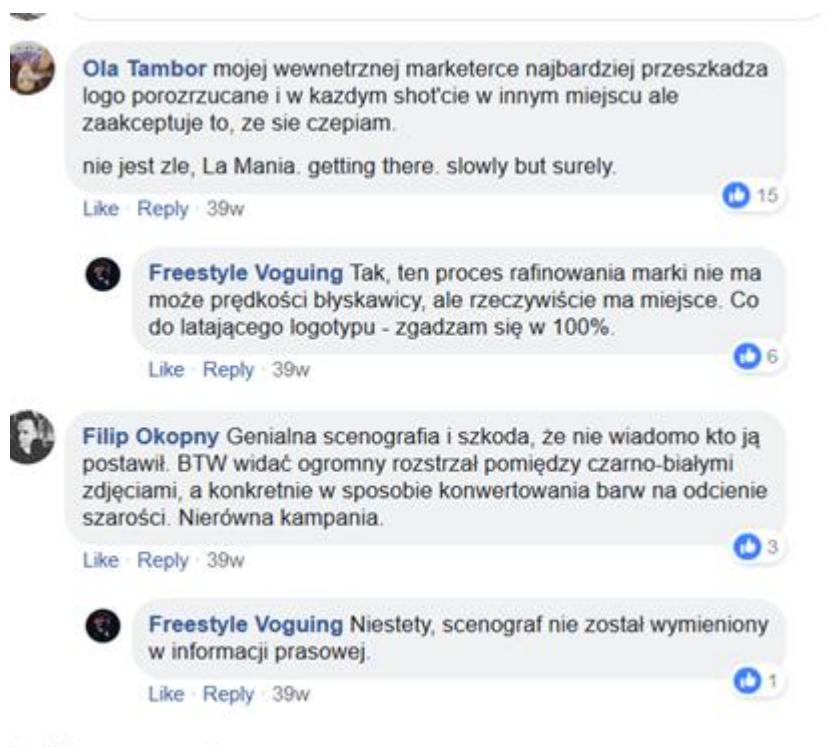 Ola Tambor mojej wewnetrznej marketerce najbardziej przeszkadza
logo porozrzucane i w kazdym shot'cie w innym miejscu ale
zaakceptuje to, ze sie czepiam.
nie jest zle, La Mania. getting there. slowly but surely.
15
Like · Reply · 39w
Freestyle Voguing Tak, ten proces rafinowania marki nie ma
może prędkości błyskawicy, ale rzeczywiście ma miejsce. Co
do latającego logotypu - zgadzam się w 100%.
6
Like · Reply · 39w
Filip Okopny Genialna scenografia i szkoda, że nie wiadomo kto ją
postawił. BTW widać ogromny rozstrzał pomiędzy czarno-białymi
zdjęciami, a konkretnie w sposobie konwertowania barw na odcienie
szarości. Nierówna kampania.
3
Like · Reply · 39w
Freestyle Voguing Niestety, scenograf nie został wymieniony
w informacji prasowej.
1
Like · Reply · 39w